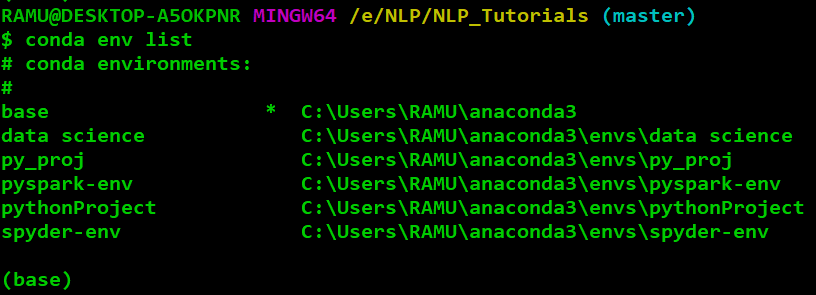 RAMU@DESKTOP-A5OKPNR MINGW64 /e/NLP/NLP_Tutorials (master)
$ conda env list
# conda environments:
#
base                  *  C:\Users\RAMU\anaconda3
data science             C:\Users\RAMU\anaconda3\envs\data science
py_proj                  C:\Users\RAMU\anaconda3\envs\py_proj
pyspark-env              C:\Users\RAMU\anaconda3\envs\pyspark-env
pythonProject            C:\Users\RAMU\anaconda3\envs\pythonProject
spyder-env               C:\Users\RAMU\anaconda3\envs\spyder-env
(base)